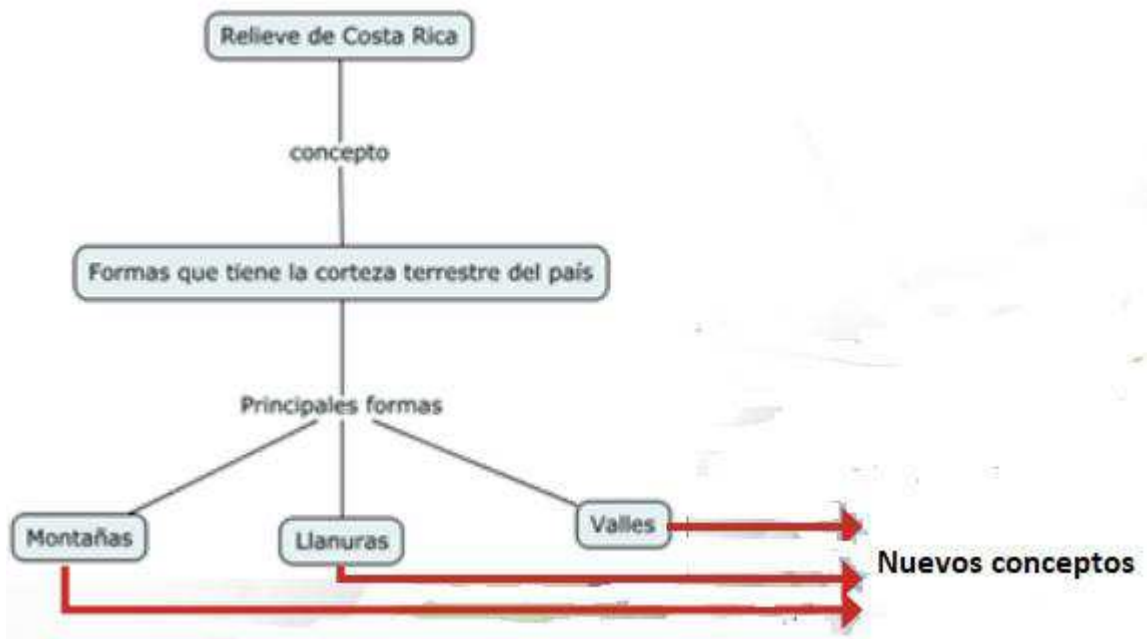 Relieve de Costa Rica
concepto
Formas que tiene la corteza terrestre del país
Principales formas
Montañas
Llanuras
Valles
Nuevos conceptos